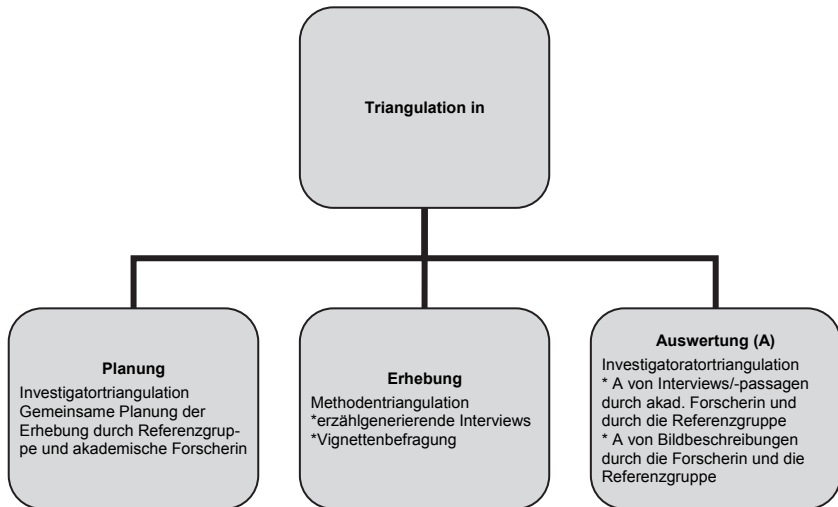 Triangulation in
Planung
Investigatortriangulation
Gemeinsame Planung der
Erhebung durch Referenzgrup-
pe und akademische Forscherin
Erhebung
Methodentriangulation
*erzählgenerierende Interviews
*Vignettenbefragung
Auswertung (A)
Investigatoratortriangulation
* A von Interviews/-passagen
durch akad. Forscherin und
durch die Referenzgruppe
* A von Bildbeschreibungen
durch die Forscherin und die
Referenzgruppe